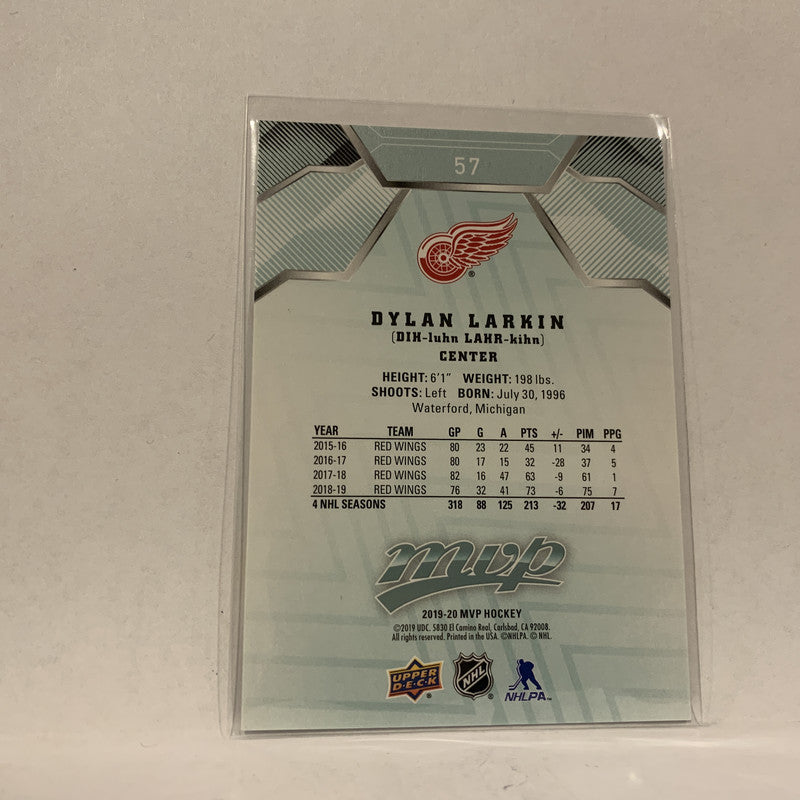 57
DYLAN LARKIN
(DIH-luhn LAHR-kihn)
CENTER
HEIGHT: 6'1" WEIGHT: 198 lbs.
SHOOTS: Left BORN: July 30, 1996
Waterford, Michigan
YEAR TEAM GP G A PTS +/- PIM PPG
2015-16 RED WINGS 80 23 22 45 11 34 4
2016-17 RED WINGS 80 17 15 32 -28 37 5
2017-18 RED WINGS 82 16 47 63 -9 61 1
2018-19 RED WINGS 76 32 41 73 -6 75 7
4 NHL SEASONS 318 88 125 213 -32 207 17
mvp
2019-20 MVP HOCKEY
©2019 UDC. 5830 El Camino Real, Carlsbad, CA 92008.
All rights reserved. Printed in the USA. ©NHLPA. © NHL.
UPPER DECK ® NHL ® NHLPA™